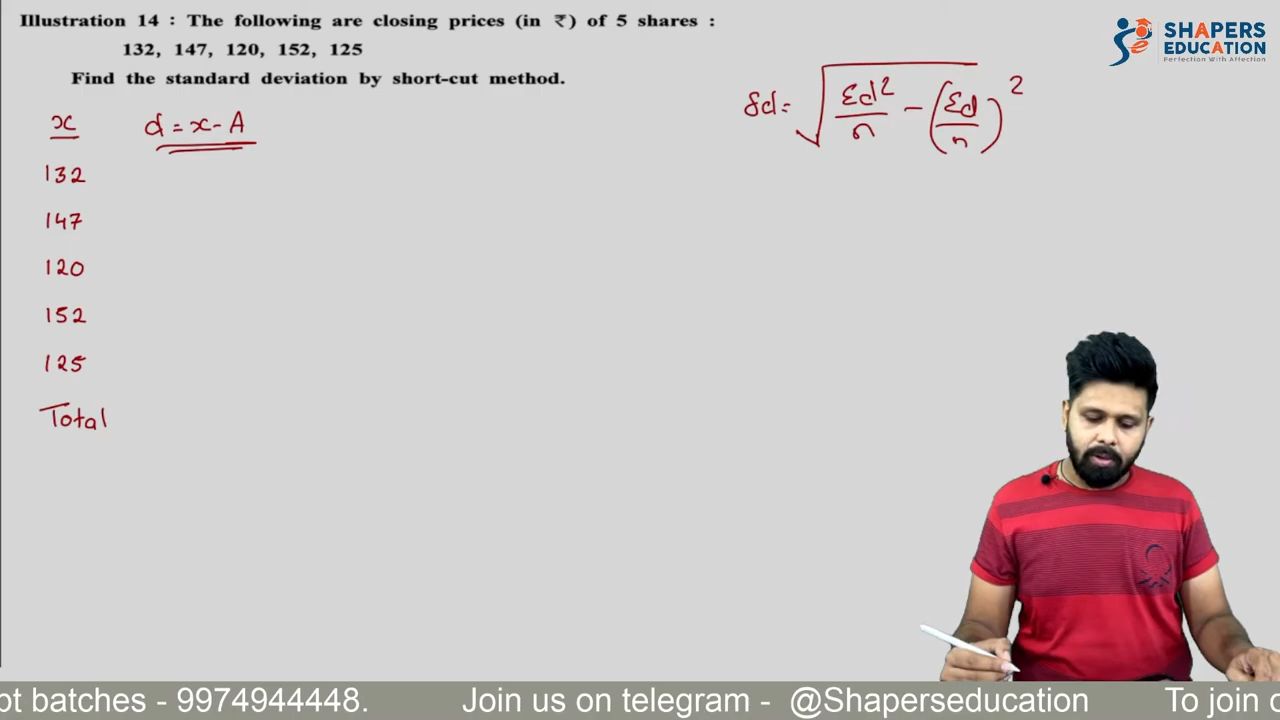 Illustration 14 : The following are closing prices (in ₹) of 5 shares :
132, 147, 120, 152, 125
Find the standard deviation by short-cut method.
SHAPERS
EDUCATION
Perfection With Affection
x d = x - A
sd = √(Σd²/n - (Σd/n)²)
132
147
120
152
125
Total
pt batches - 9974944448. Join us on telegram - @Shaperseducation To join o